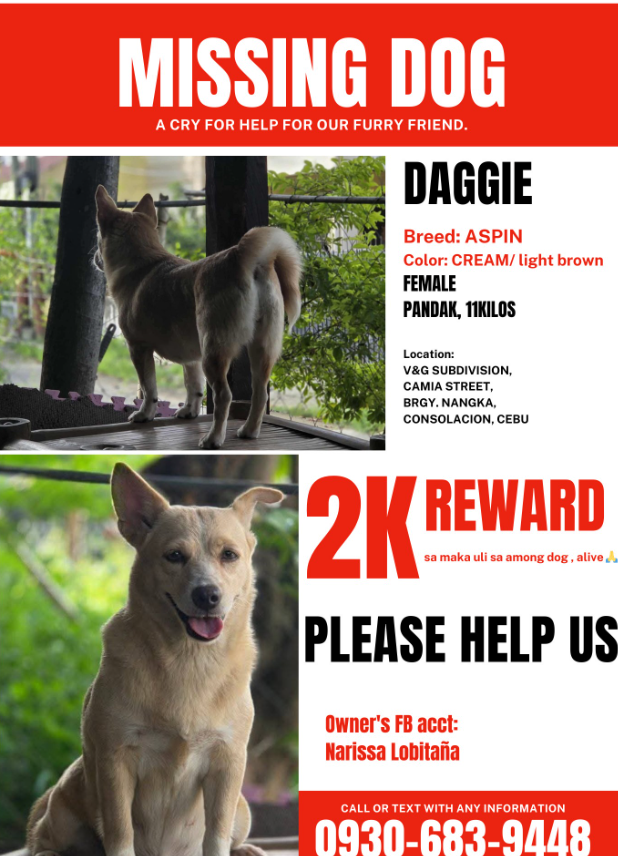 MISSING DOG
A CRY FOR HELP FOR OUR FURRY FRIEND.
DAGGIE
Breed: ASPIN
Color: CREAM/ light brown
FEMALE
PANDAK, 11KILOS
Location:
V&G SUBDIVISION,
CAMIA STREET,
BRGY. NANGKA,
CONSOLACION, CEBU
2K REWARD
sa maka uli sa among dog , alive🙏
PLEASE HELP US
Owner's FB acct:
Narissa Lobitaña
CALL OR TEXT WITH ANY INFORMATION
0930-683-9448